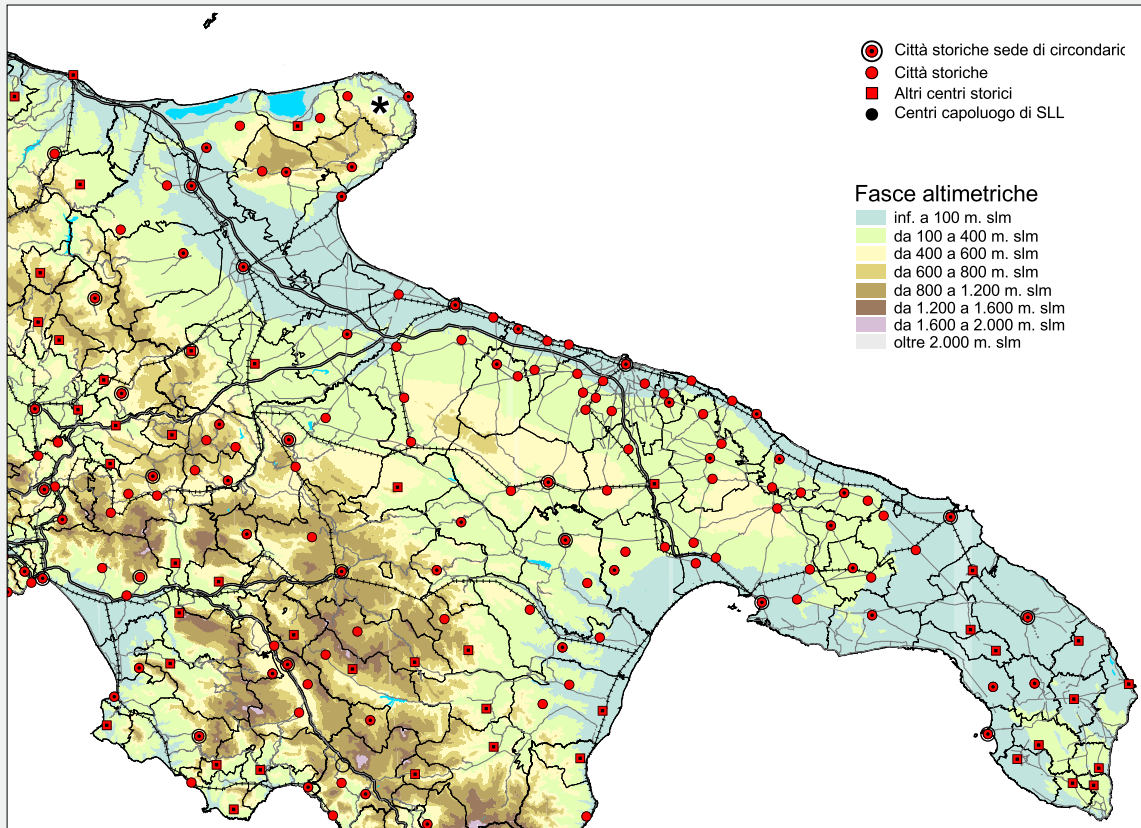 Città storiche sede di circondaric
Città storiche
Altri centri storici
Centri capoluogo di SLL
Fasce altimetriche
inf. a 100 m. slm
da 100 a 400 m. slm
da 400 a 600 m. slm
da 600 a 800 m. slm
da 800 a 1.200 m. slm
da 1.200 a 1.600 m. slm
da 1.600 a 2.000 m. slm
oltre 2.000 m. slm
*